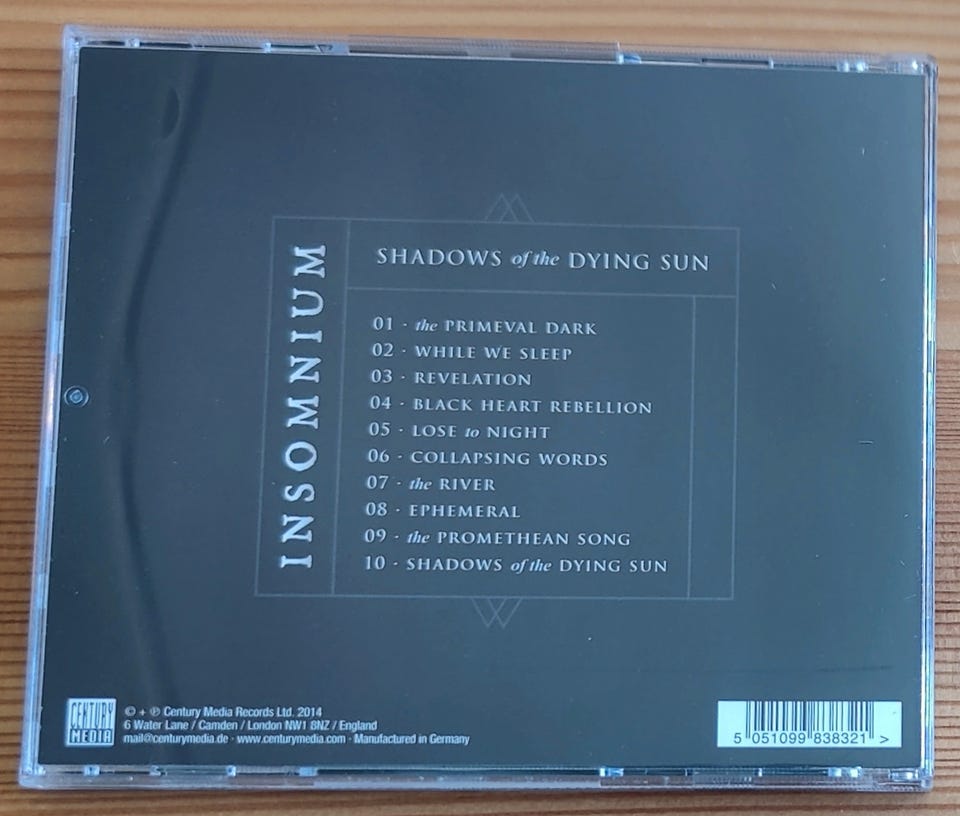 INSOMNIUM
SHADOWS of the DYING SUN
01 · the PRIMEVAL DARK
02 · WHILE WE SLEEP
03 · REVELATION
04 · BLACK HEART REBELLION
05 · LOSE to NIGHT
06 · COLLAPSING WORDS
07 · the RIVER
08 · EPHEMERAL
09 · the PROMETHEAN SONG
10 · SHADOWS of the DYING SUN
CENTURY
MEDIA
© + ℗ Century Media Records Ltd. 2014
6 Water Lane / Camden / London NW1 8NZ / England
mail@centurymedia.de · www.centurymedia.com · Manufactured in Germany
5 051099 838321 >